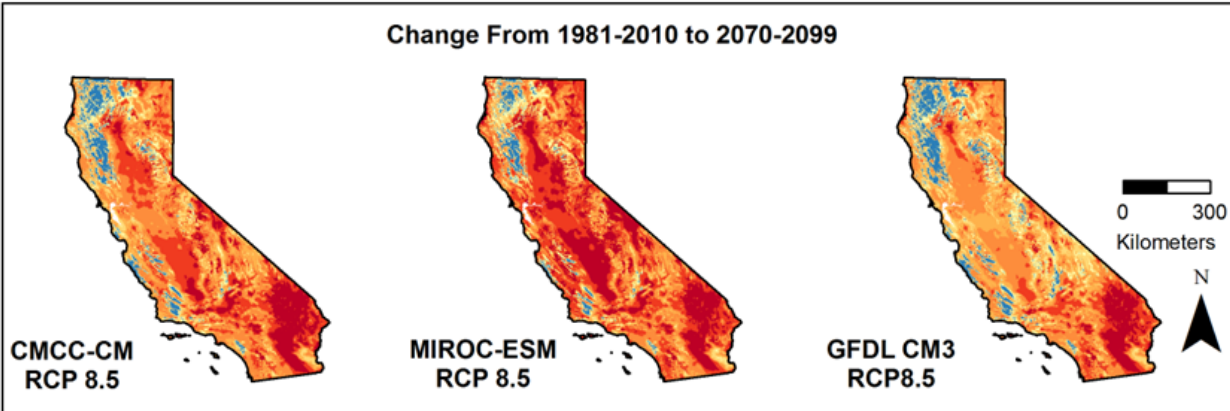 Change From 1981-2010 to 2070-2099
CMCC-CM
RCP 8.5
MIROC-ESM
RCP 8.5
GFDL CM3
RCP8.5
0 300
Kilometers
N